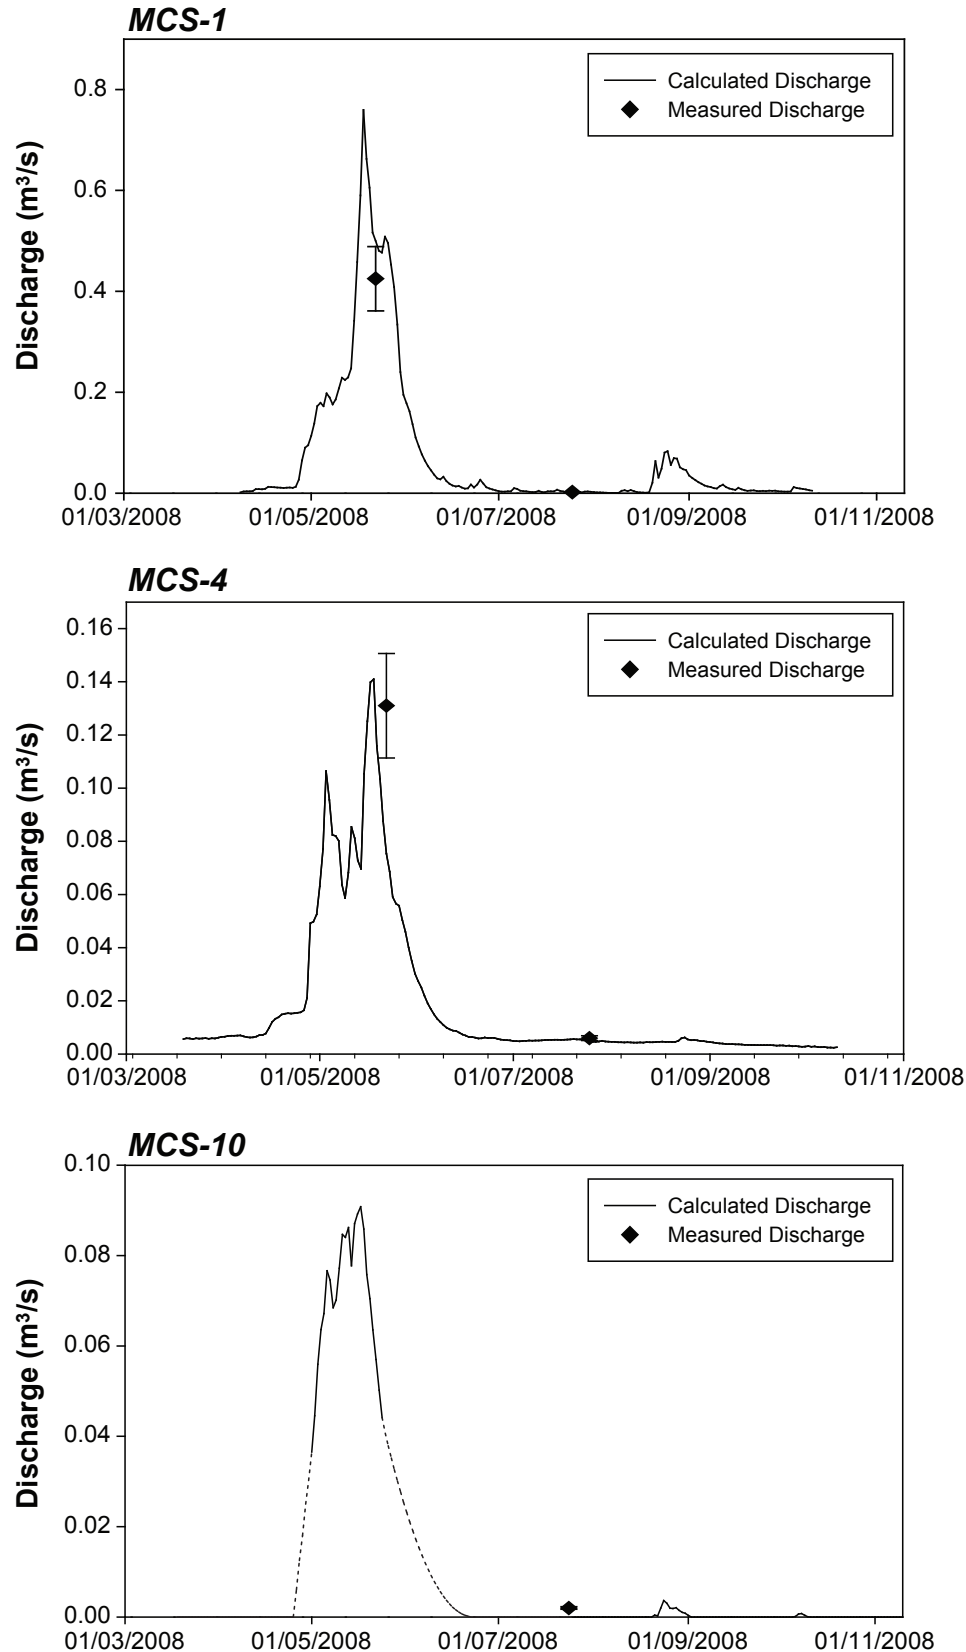 MCS-1
Calculated Discharge
Measured Discharge
Discharge (m³/s)
0.8
0.6
0.4
0.2
0.0
01/03/2008 01/05/2008 01/07/2008 01/09/2008 01/11/2008
MCS-4
Calculated Discharge
Measured Discharge
Discharge (m³/s)
0.16
0.14
0.12
0.10
0.08
0.06
0.04
0.02
0.00
01/03/2008 01/05/2008 01/07/2008 01/09/2008 01/11/2008
MCS-10
Calculated Discharge
Measured Discharge
Discharge (m³/s)
0.10
0.08
0.06
0.04
0.02
0.00
01/03/2008 01/05/2008 01/07/2008 01/09/2008 01/11/2008